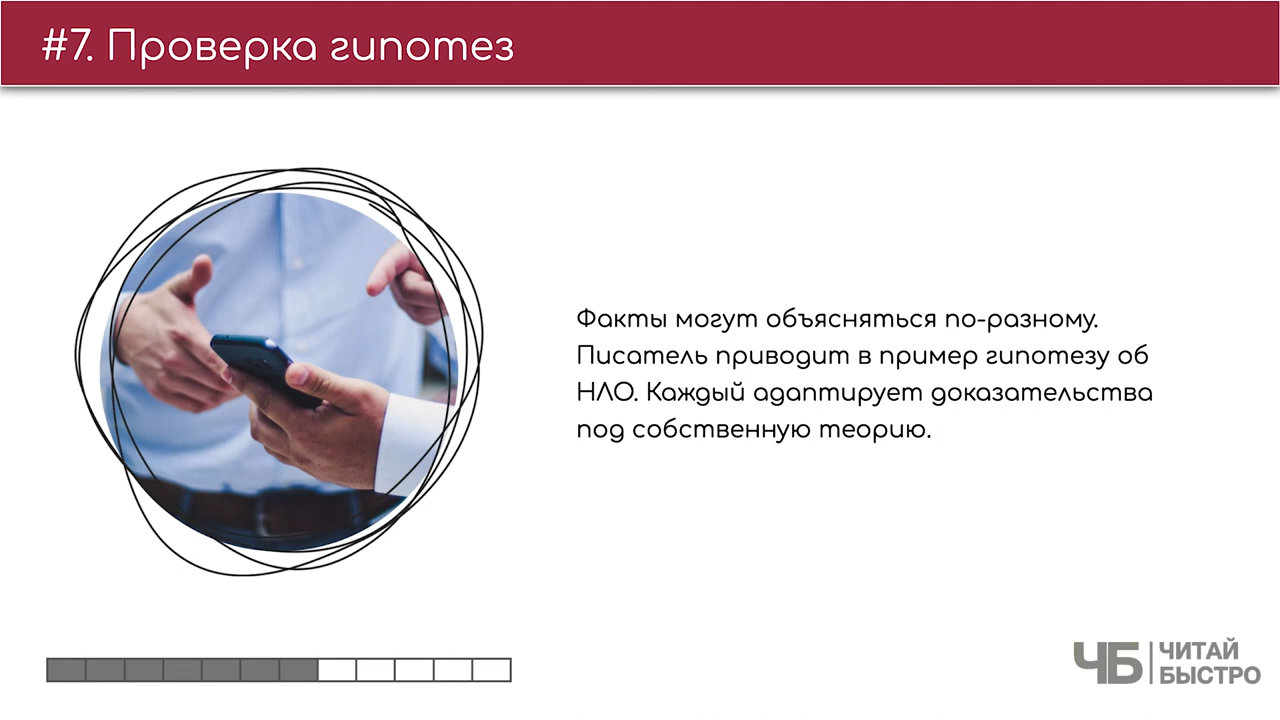 #7. Проверка гипотез
Факты могут объясняться по-разному.
Писатель приводит в пример гипотезу об
НЛО. Каждый адаптирует доказательства
под собственную теорию.
ЧБ ЧИТАЙ
БЫСТРО